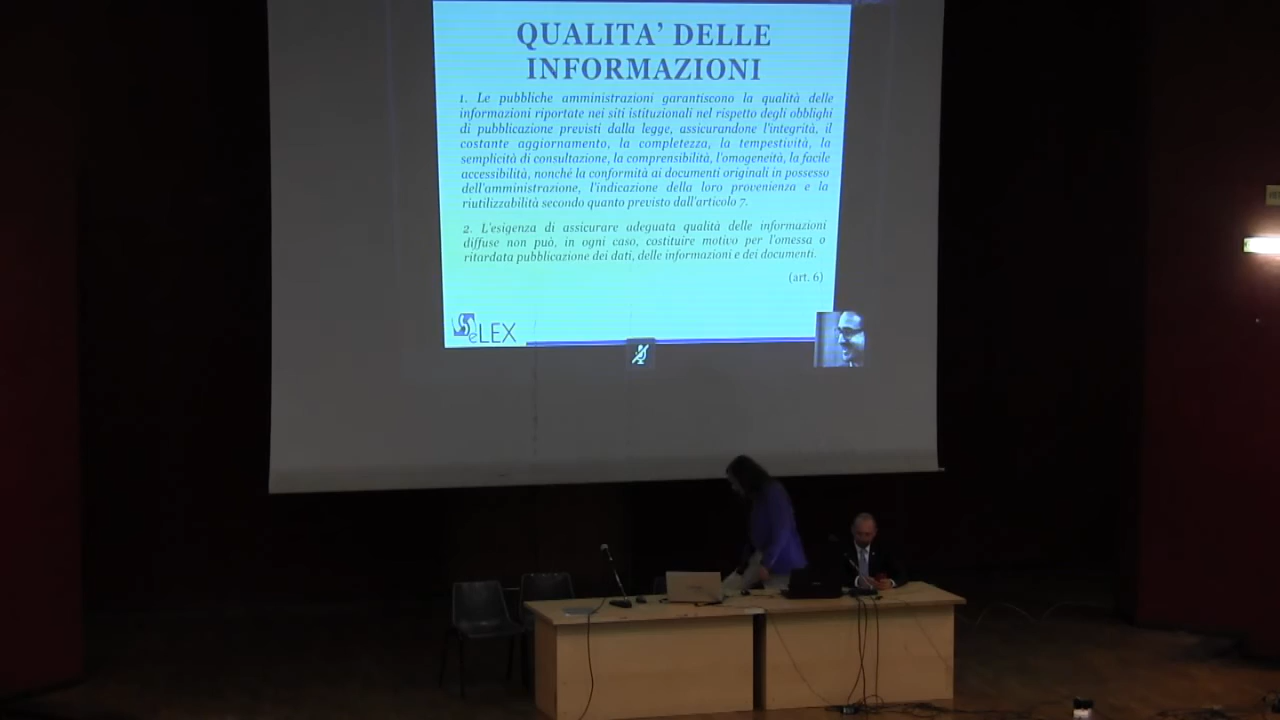 QUALITA' DELLE
INFORMAZIONI
1. Le pubbliche amministrazioni garantiscono la qualità delle
informazioni riportate nei siti istituzionali nel rispetto degli obblighi
di pubblicazione previsti dalla legge, assicurandone l'integrità, il
costante aggiornamento, la completezza, la tempestività, la
semplicità di consultazione, la comprensibilità, l'omogeneità, la facile
accessibilità, nonché la conformità ai documenti originali in possesso
dell'amministrazione, l'indicazione della loro provenienza e la
riutilizzabilità secondo quanto previsto dall'articolo 7.
2. L'esigenza di assicurare adeguata qualità delle informazioni
diffuse non può, in ogni caso, costituire motivo per l'omessa o
ritardata pubblicazione dei dati, delle informazioni e dei documenti.
(art. 6)
eLEX